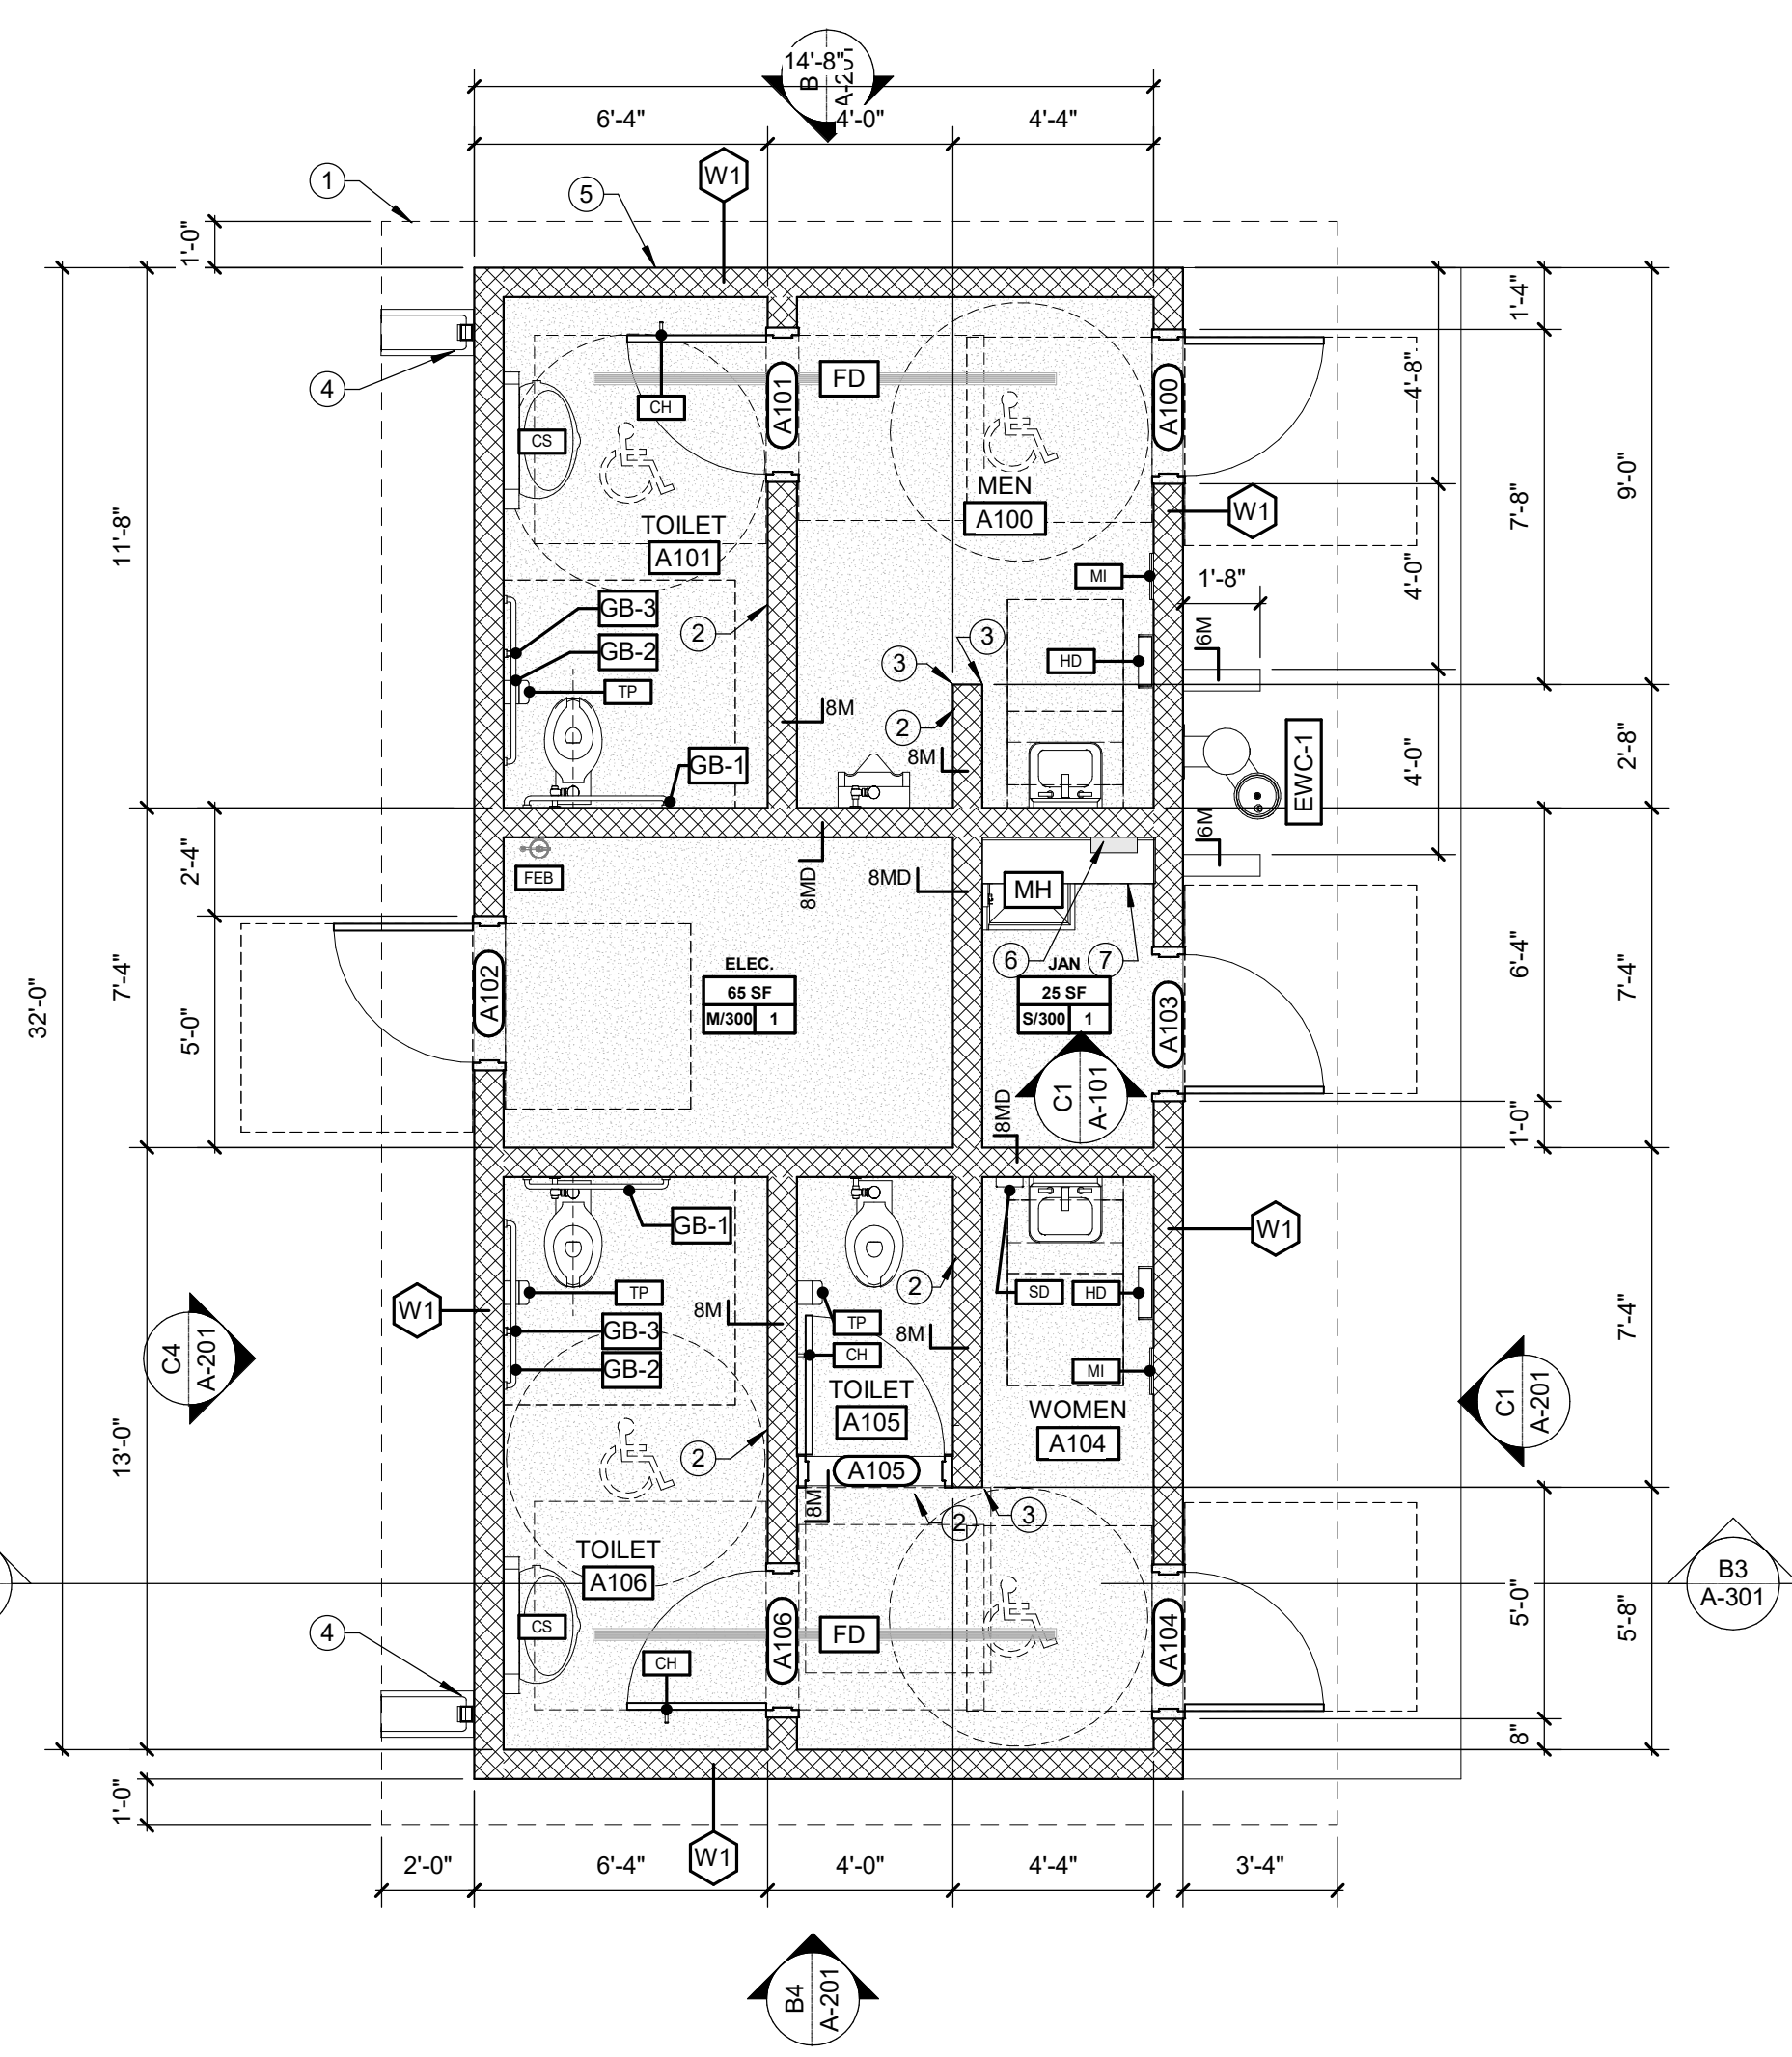 14'-8"
B
A-201
6'-4"
4'-0"
4'-4"
W1
1
5
1'-0"
1'-4"
4
A101
FD
A100
CH
CS
4'-8"
9'-0"
MEN
A100
W1
7'-8"
TOILET
A101
11'-8"
MI
1'-8"
4'-0"
GB-3
2
GB-2
3
3
HD
6M
TP
8M
2
8M
GB-1
EWC-1
4'-0"
2'-8"
6M
2'-4"
FEB
8MD
8MD
MH
6
JAN
7
ELEC.
65 SF
M/300
1
25 SF
S/300
1
A102
A103
6'-4"
7'-4"
7'-4"
5'-0"
32'-0"
C1
A-101
8MD
1'-0"
GB-1
W1
2
TP
SD
HD
W1
8M
TP
GB-3
8M
CH
C4
A-201
GB-2
MI
7'-4"
TOILET
A105
WOMEN
A104
C1
A-201
13'-0"
2
A105
8M
2
3
TOILET
A106
B3
A-301
5'-0"
5'-8"
4
CS
A106
FD
A104
CH
8"
1'-0"
W1
2'-0"
6'-4"
4'-0"
4'-4"
3'-4"
B4
A-201